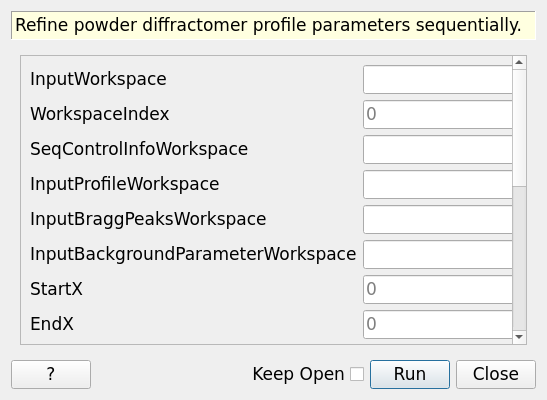 Refine powder diffractomer profile parameters sequentially.
InputWorkspace
WorkspaceIndex 0
SeqControlInfoWorkspace
InputProfileWorkspace
InputBraggPeaksWorkspace
InputBackgroundParameterWorkspace
StartX 0
EndX 0
? Keep Open Run Close